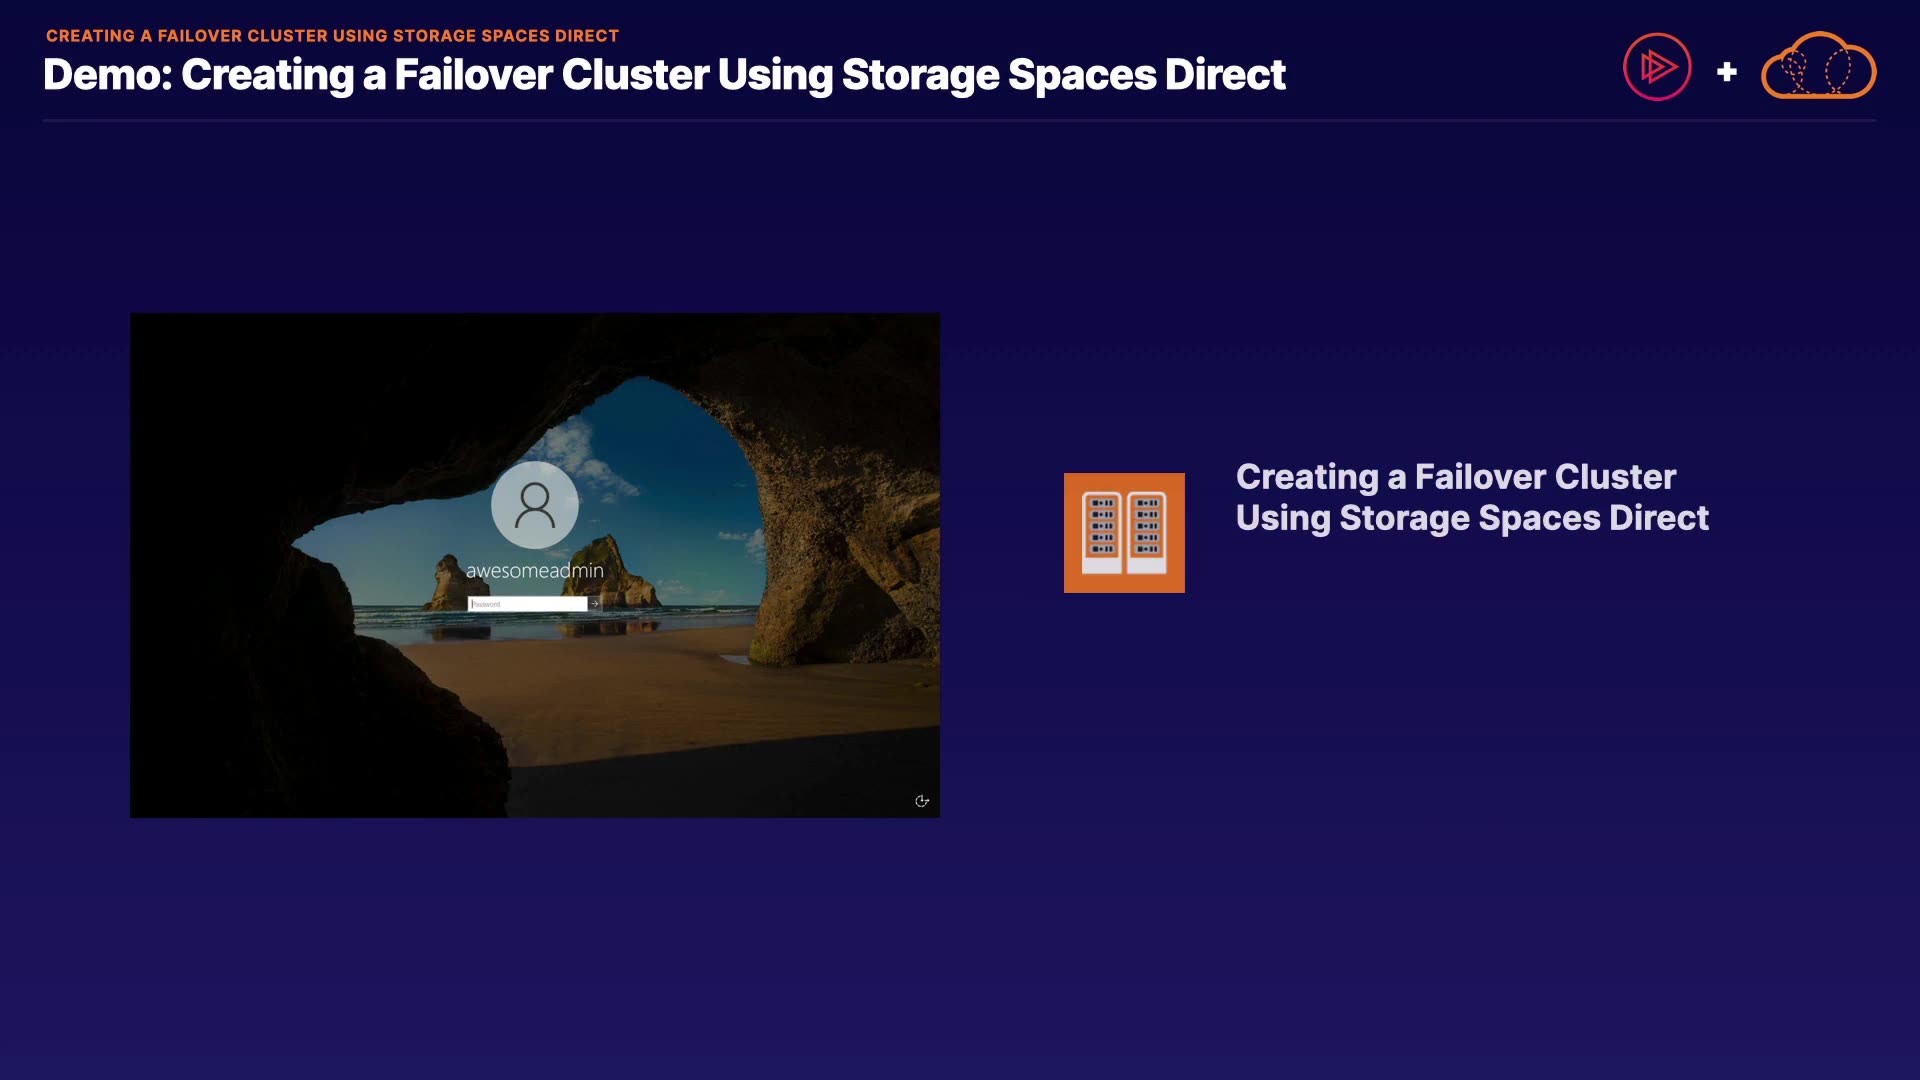 CREATING A FAILOVER CLUSTER USING STORAGE SPACES DIRECT
Demo: Creating a Failover Cluster Using Storage Spaces Direct
awesomeadmin
Password
Creating a Failover Cluster
Using Storage Spaces Direct